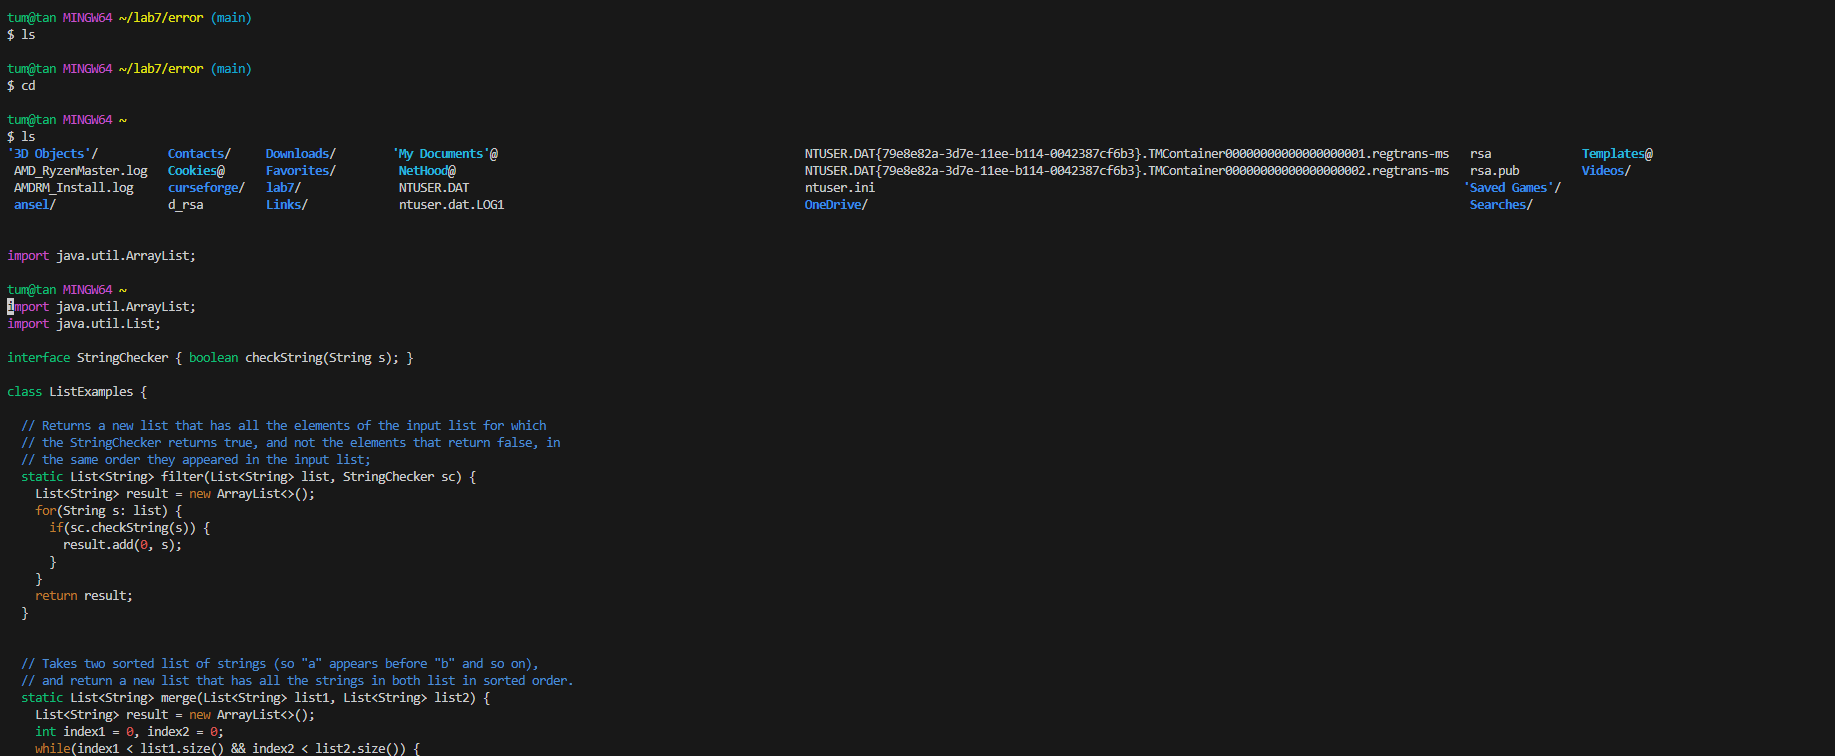 tum@tan MINGW64 ~/lab7/error (main)
$ ls
tum@tan MINGW64 ~/lab7/error (main)
$ cd
tum@tan MINGW64 ~
$ ls
'3D Objects'/ Contacts/ Downloads/ 'My Documents'@ NTUSER.DAT{79e8e82a-3d7e-11ee-b114-0042387cf6b3}.TMContainer00000000000000000001.regtrans-ms rsa Templates@
AMD_RyzenMaster.log Cookies@ Favorites/ NetHood@ NTUSER.DAT{79e8e82a-3d7e-11ee-b114-0042387cf6b3}.TMContainer00000000000000000002.regtrans-ms rsa.pub Videos/
AMDRM_Install.log curseforge/ lab7/ NTUSER.DAT ntuser.ini 'Saved Games'/
ansel/ d_rsa Links/ ntuser.dat.LOG1 OneDrive/ Searches/
import java.util.ArrayList;
tum@tan MINGW64 ~
import java.util.ArrayList;
import java.util.List;
interface StringChecker { boolean checkString(String s); }
class ListExamples {
// Returns a new list that has all the elements of the input list for which
// the StringChecker returns true, and not the elements that return false, in
// the same order they appeared in the input list;
static List<String> filter(List<String> list, StringChecker sc) {
List<String> result = new ArrayList<>();
for(String s: list) {
if(sc.checkString(s)) {
result.add(0, s);
}
}
return result;
}
// Takes two sorted list of strings (so "a" appears before "b" and so on),
// and return a new list that has all the strings in both list in sorted order.
static List<String> merge(List<String> list1, List<String> list2) {
List<String> result = new ArrayList<>();
int index1 = 0, index2 = 0;
while(index1 < list1.size() && index2 < list2.size()) {